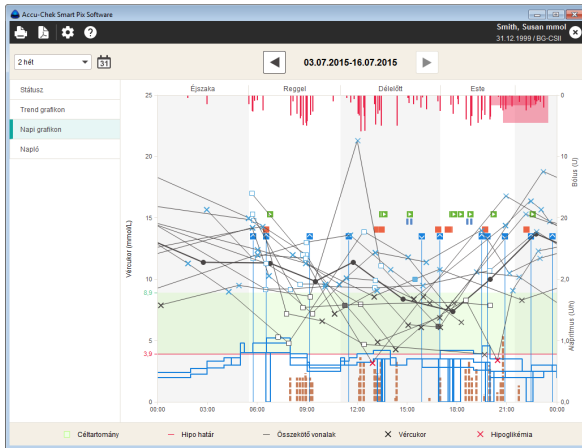 Accu-Chek Smart Pix Software
Smith, Susan mmol
31.12.1999 / BG-CSII
2 hét
31
03.07.2015-16.07.2015
Státusz
Trend grafikon
Napi grafikon
Napló
Éjszaka
Reggel
Délelőtt
Este
25
20
15
10
8,9
5
3,9
0
Vércukor (mmol/L)
0
10
20
2,0
1,0
0,0
Bólus (U)
Alapritmus (U/h)
00:00
03:00
06:00
09:00
12:00
15:00
18:00
21:00
00:00
Céltartomány
Hipo határ
Összekötő vonalak
Vércukor
Hipoglikémia